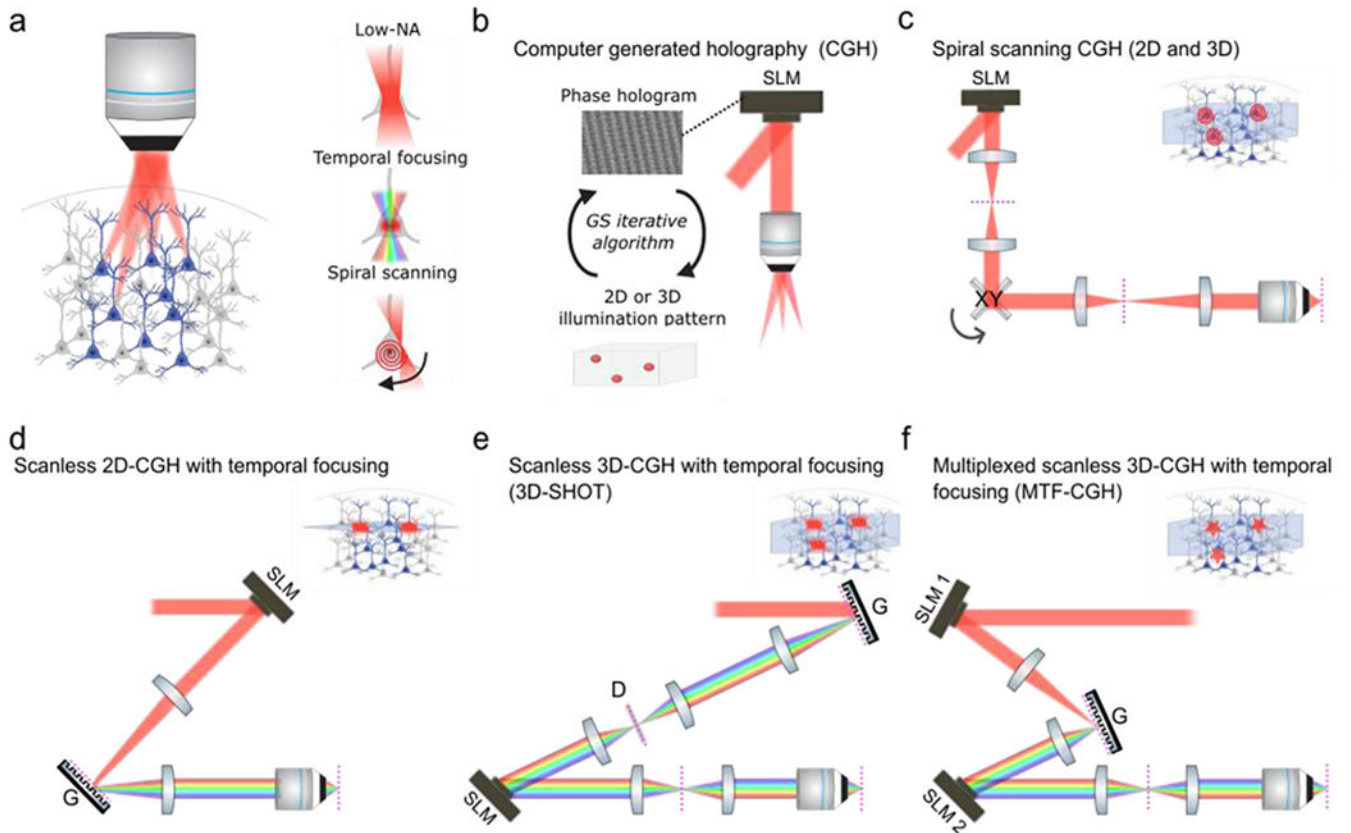 a
Low-NA
Temporal focusing
Spiral scanning
b
Computer generated holography (CGH)
SLM
Phase hologram
GS iterative
algorithm
2D or 3D
illumination pattern
c
Spiral scanning CGH (2D and 3D)
SLM
XY
d
Scanless 2D-CGH with temporal focusing
SLM
G
e
Scanless 3D-CGH with temporal focusing
(3D-SHOT)
G
D
SLM
f
Multiplexed scanless 3D-CGH with temporal
focusing (MTF-CGH)
SLM 1
G
SLM 2